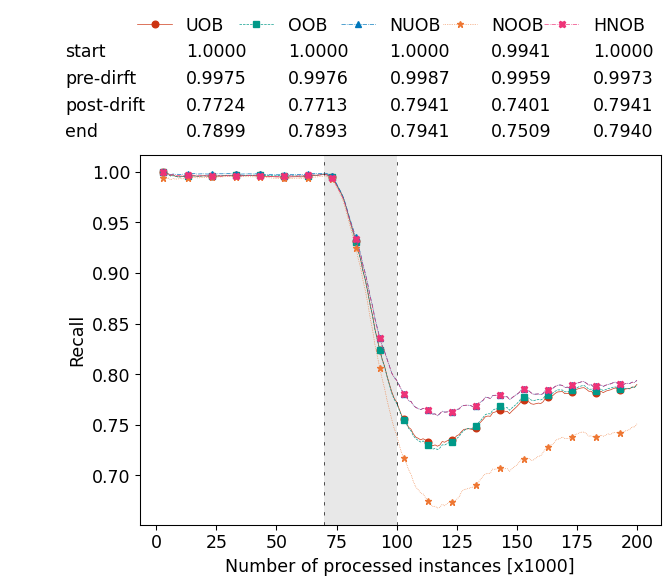 UOB OOB NUOB NOOB HNOB
start 1.0000 1.0000 1.0000 0.9941 1.0000
pre-dirft 0.9975 0.9976 0.9987 0.9959 0.9973
post-drift 0.7724 0.7713 0.7941 0.7401 0.7941
end 0.7899 0.7893 0.7941 0.7509 0.7940
1.00
0.95
0.90
0.85
0.80
0.75
0.70
Recall
0 25 50 75 100 125 150 175 200
Number of processed instances [x1000]